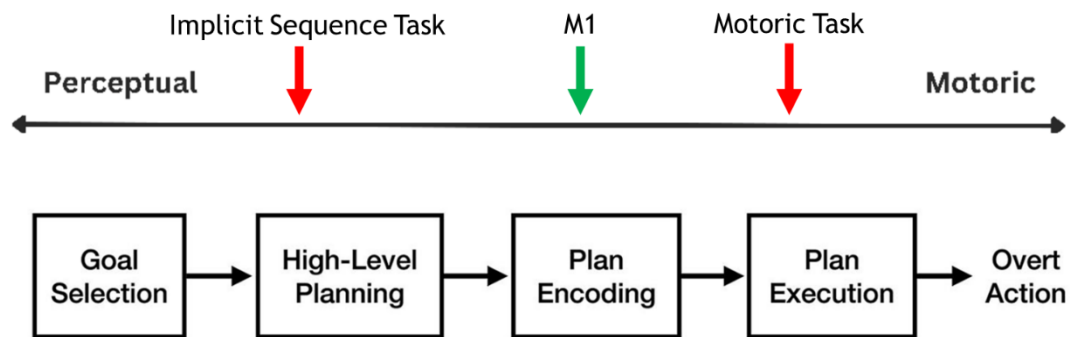 Implicit Sequence Task M1 Motoric Task
Perceptual Motoric
Goal
Selection
High-Level
Planning
Plan
Encoding
Plan
Execution
Overt
Action